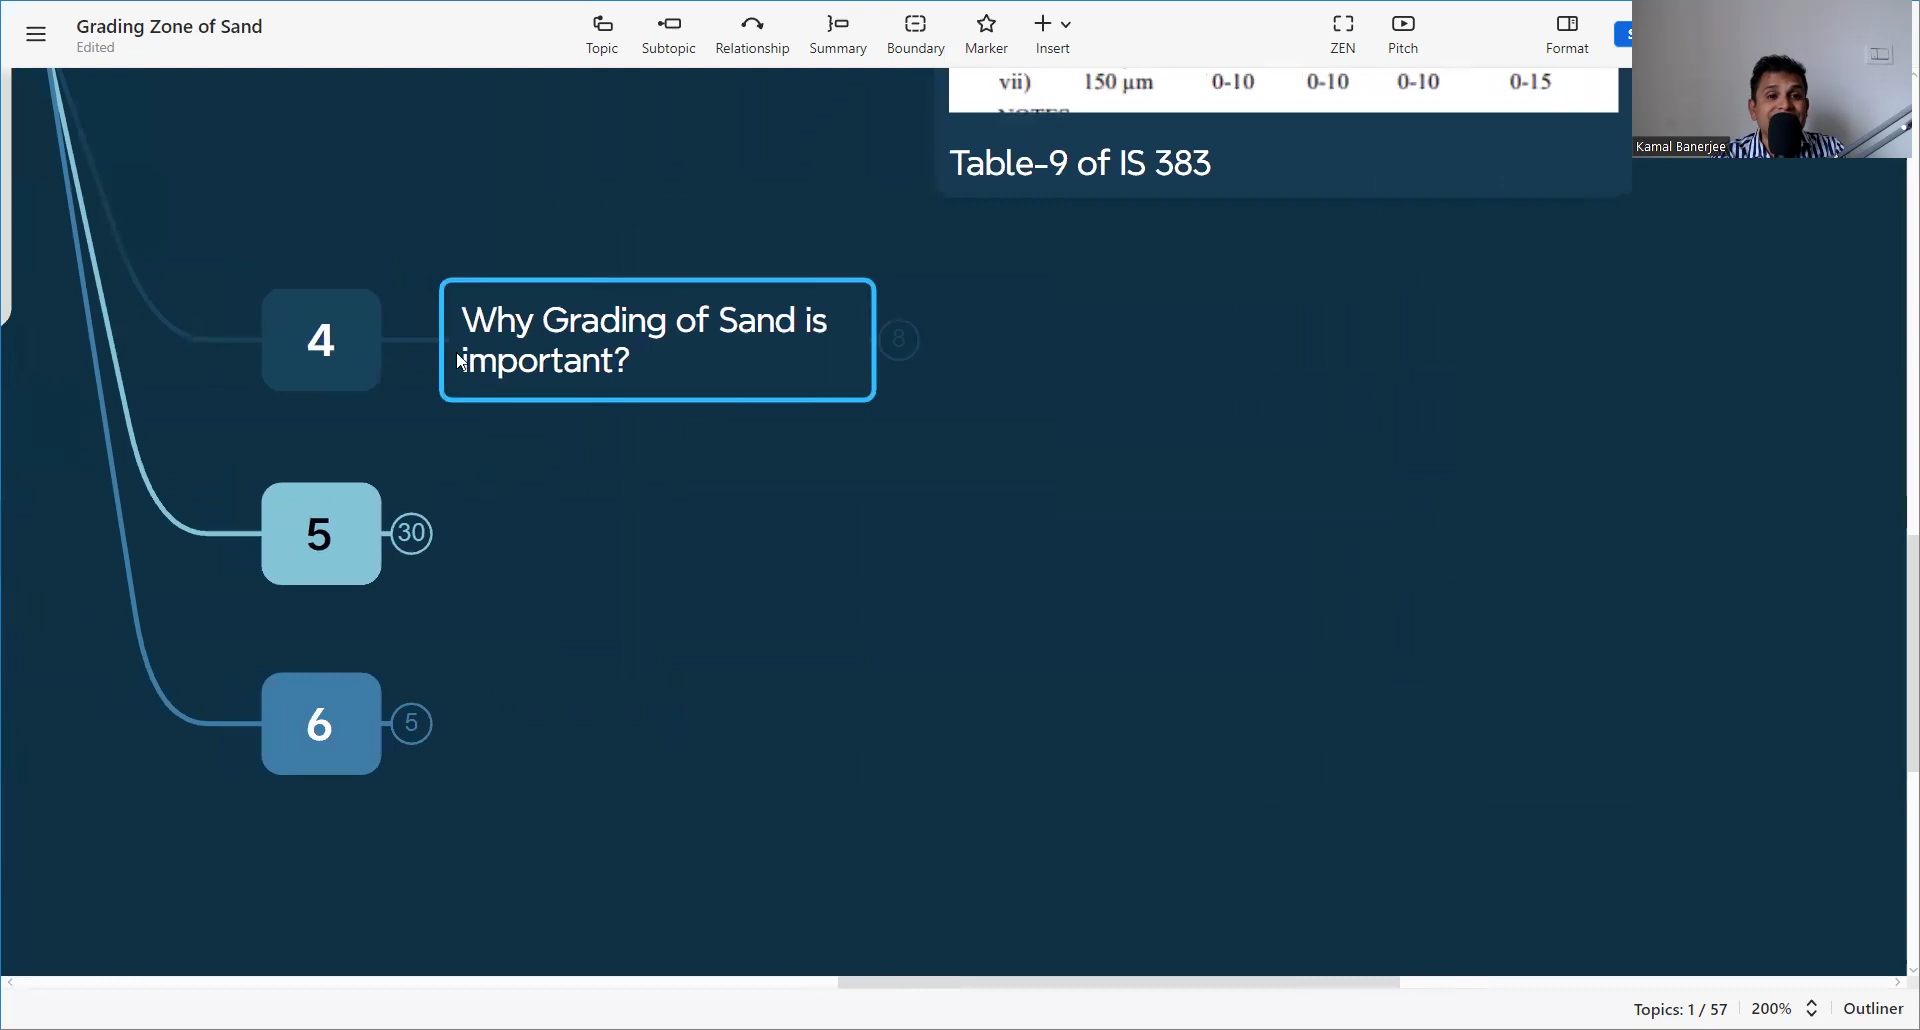 Grading Zone of Sand
Edited
Topic
Subtopic
Relationship
Summary
Boundary
Marker
Insert
ZEN
Pitch
Format
vii) 150 µm 0-10 0-10 0-10 0-15
NOTES
Table-9 of IS 383
Kamal Banerjee
4
Why Grading of Sand is
important?
8
5
30
6
5
Topics: 1 / 57
200%
Outliner